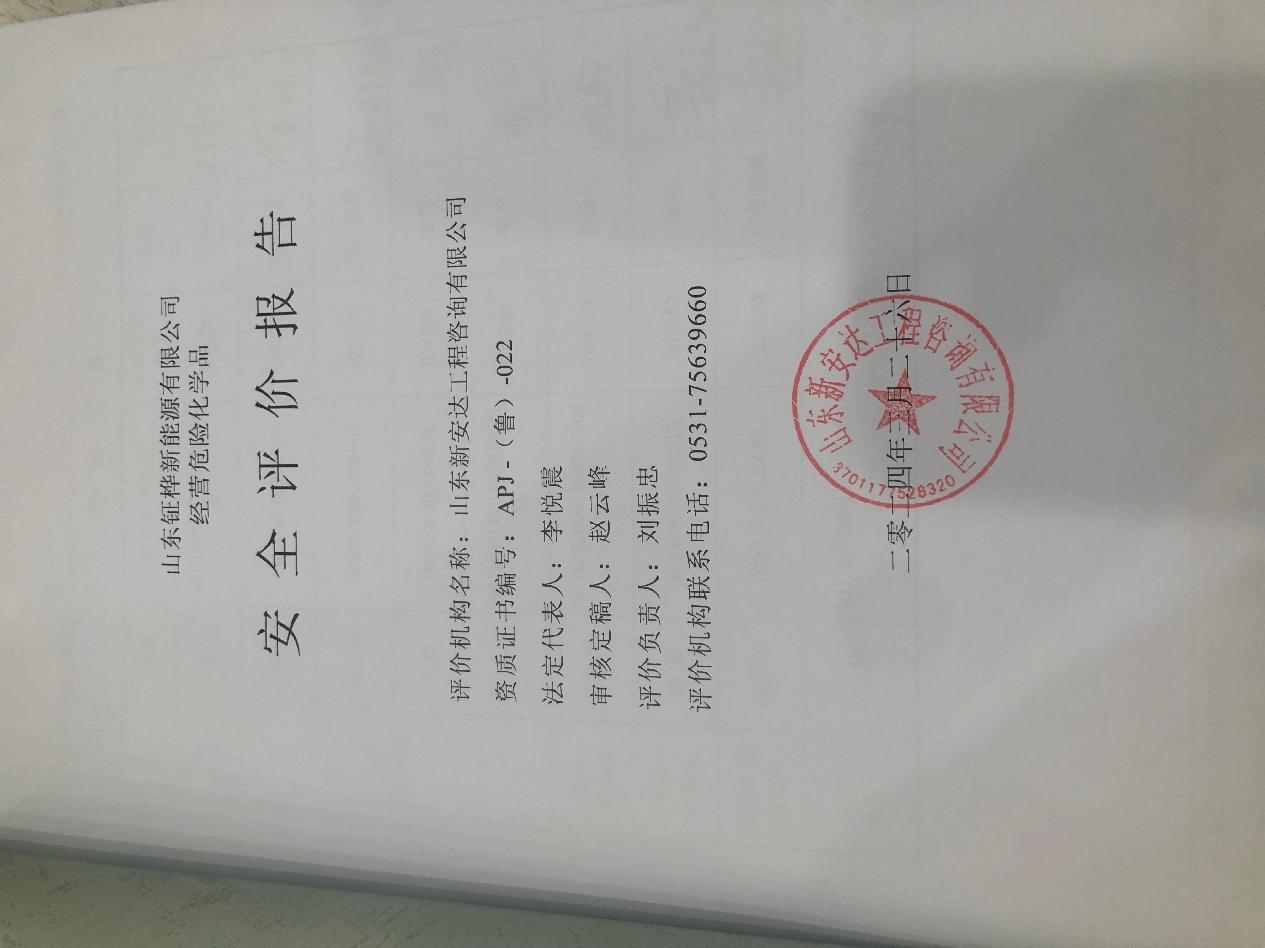 山东钲桦新能源有限公司
经营危险化学品
安全评价报告
评价机构名称：山东新安达工程咨询有限公司
资质证书编号：APJ-（鲁）-022
法定代表人：李悦震
审核定稿人：赵云峰
评价负责人：刘振忠
评价机构联系电话：0531-75639660
二零二四年三月二十六日
山东新安达工程咨询有限公司
3701177528320